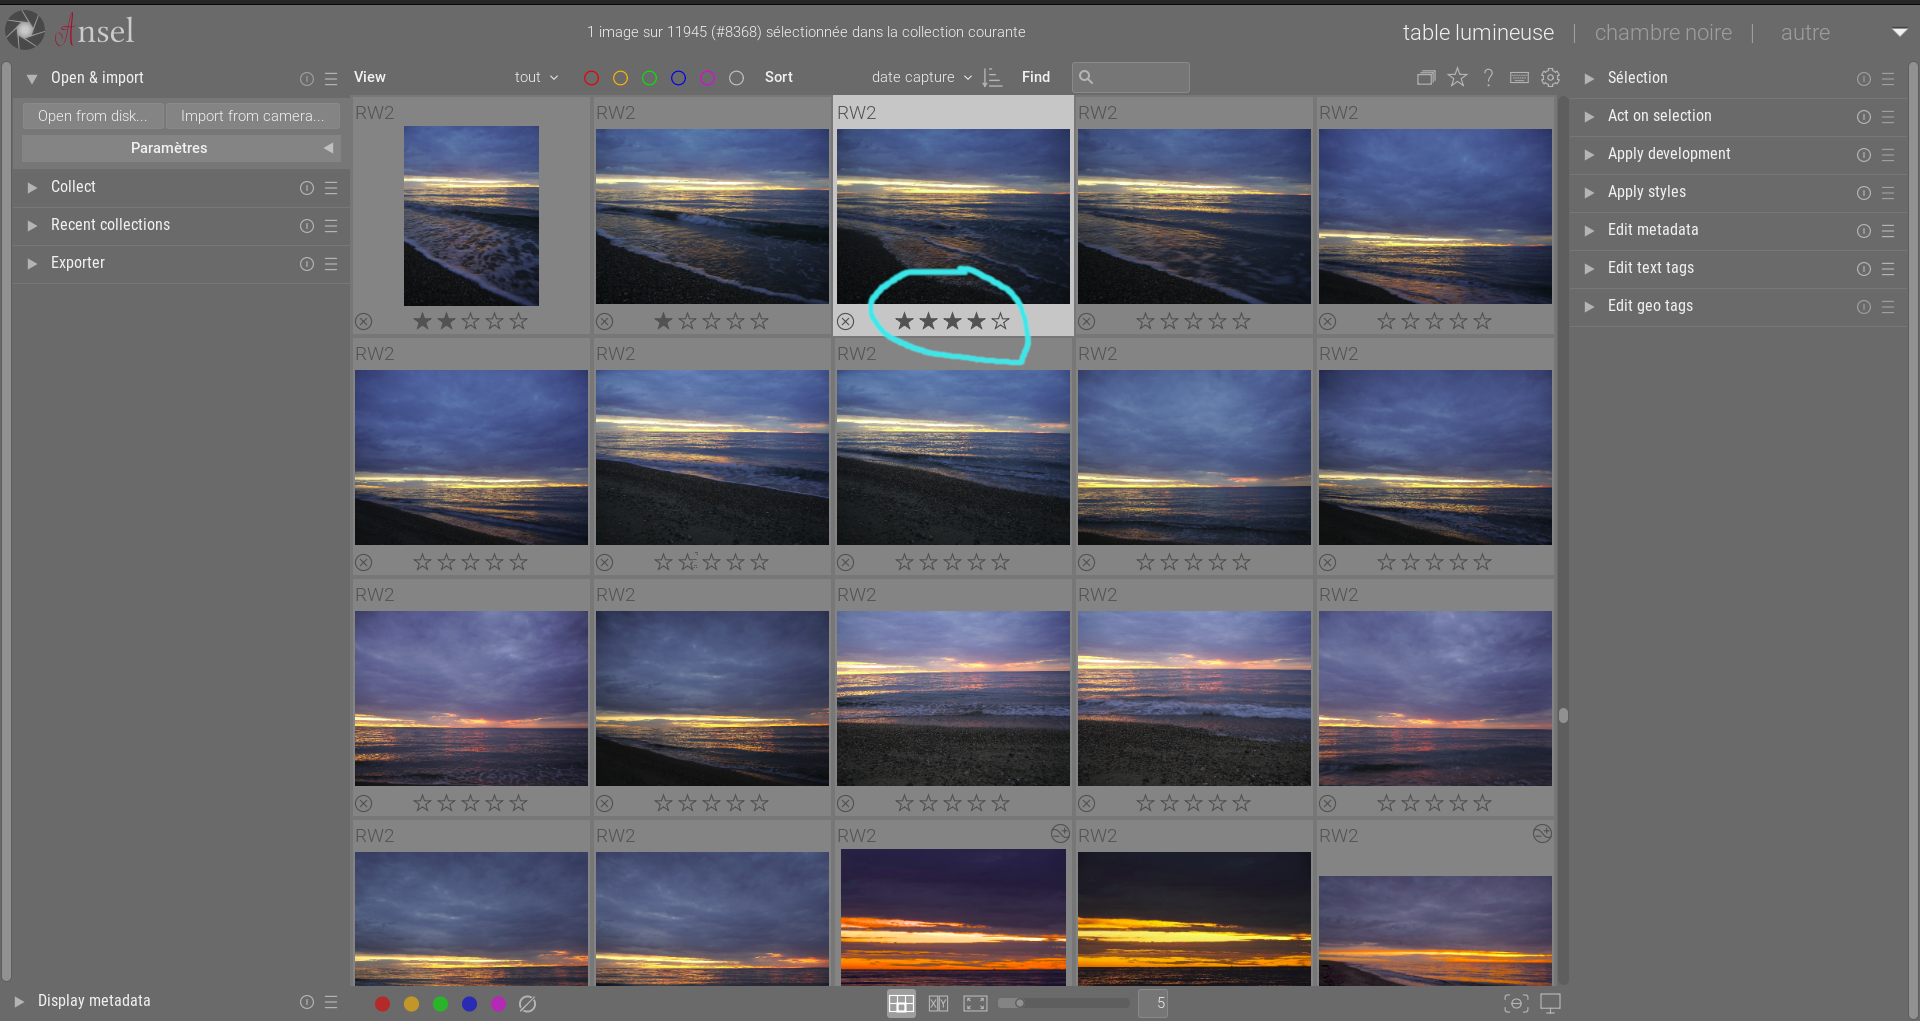 Ansel
1 image sur 11945 (#8368) sélectionnée dans la collection courante
table lumineuse | chambre noire | autre
Open & import
View tout Sort date capture Find
Sélection
Open from disk... Import from camera...
Paramètres
Collect
Recent collections
Exporter
Act on selection
Apply development
Apply styles
Edit metadata
Edit text tags
Edit geo tags
RW2 RW2 RW2 RW2 RW2
RW2 RW2 RW2 RW2 RW2
RW2 RW2 RW2 RW2 RW2
RW2 RW2 RW2 RW2 RW2
Display metadata
X Y
5